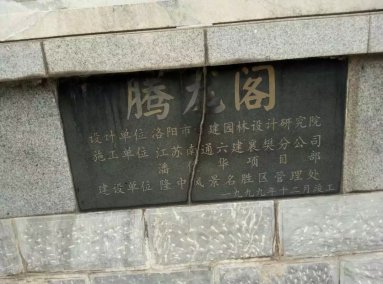 腾龙阁
设计单位 洛阳市 建园林设计研究院
施工单位 江苏南通六建襄樊分公司
潘 华项目部
建设单位 隆中风景名胜区管理处
一九九九年十二月竣工